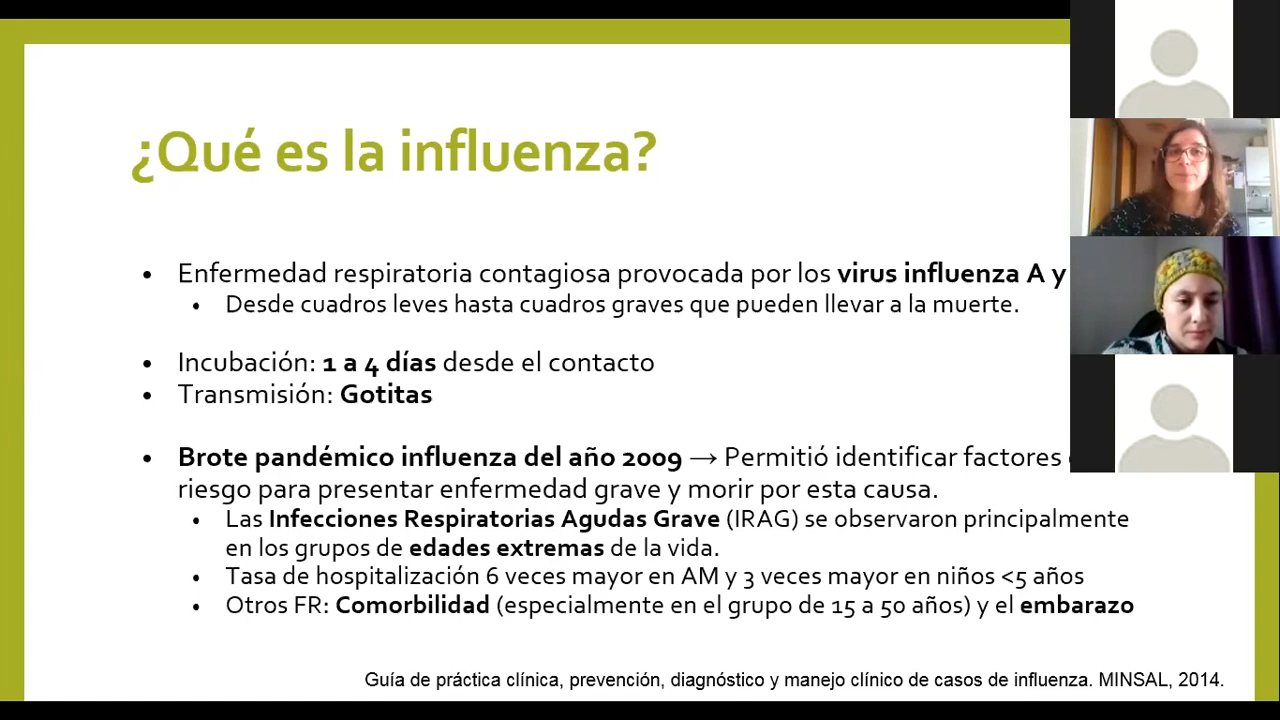 ¿Qué es la influenza?
• Enfermedad respiratoria contagiosa provocada por los virus influenza A y
• Desde cuadros leves hasta cuadros graves que pueden llevar a la muerte.
• Incubación: 1 a 4 días desde el contacto
• Transmisión: Gotitas
• Brote pandémico influenza del año 2009 → Permitió identificar factores
riesgo para presentar enfermedad grave y morir por esta causa.
• Las Infecciones Respiratorias Agudas Grave (IRAG) se observaron principalmente
en los grupos de edades extremas de la vida.
• Tasa de hospitalización 6 veces mayor en AM y 3 veces mayor en niños <5 años
• Otros FR: Comorbilidad (especialmente en el grupo de 15 a 50 años) y el embarazo
Guía de práctica clínica, prevención, diagnóstico y manejo clínico de casos de influenza. MINSAL, 2014.